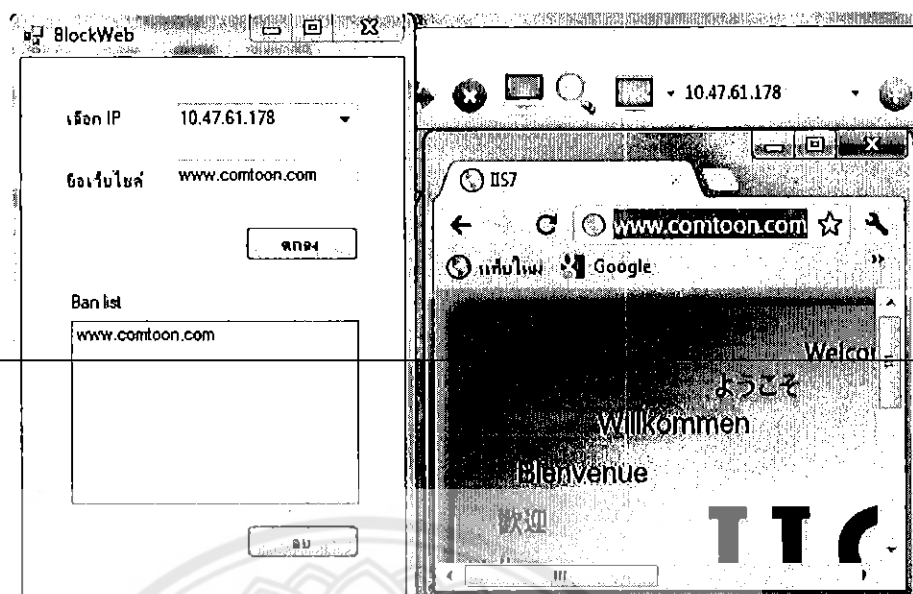 BlockWeb
เลือก IP
10.47.61.178
ชื่อเว็บไซต์
www.comtoon.com
ตกลง
Ban list
www.comtoon.com
ลบ
10.47.61.178
IIS7
www.comtoon.com
แท็บใหม่
Google
Welco
ようこそ
Willkommen
Bienvenue
歡迎